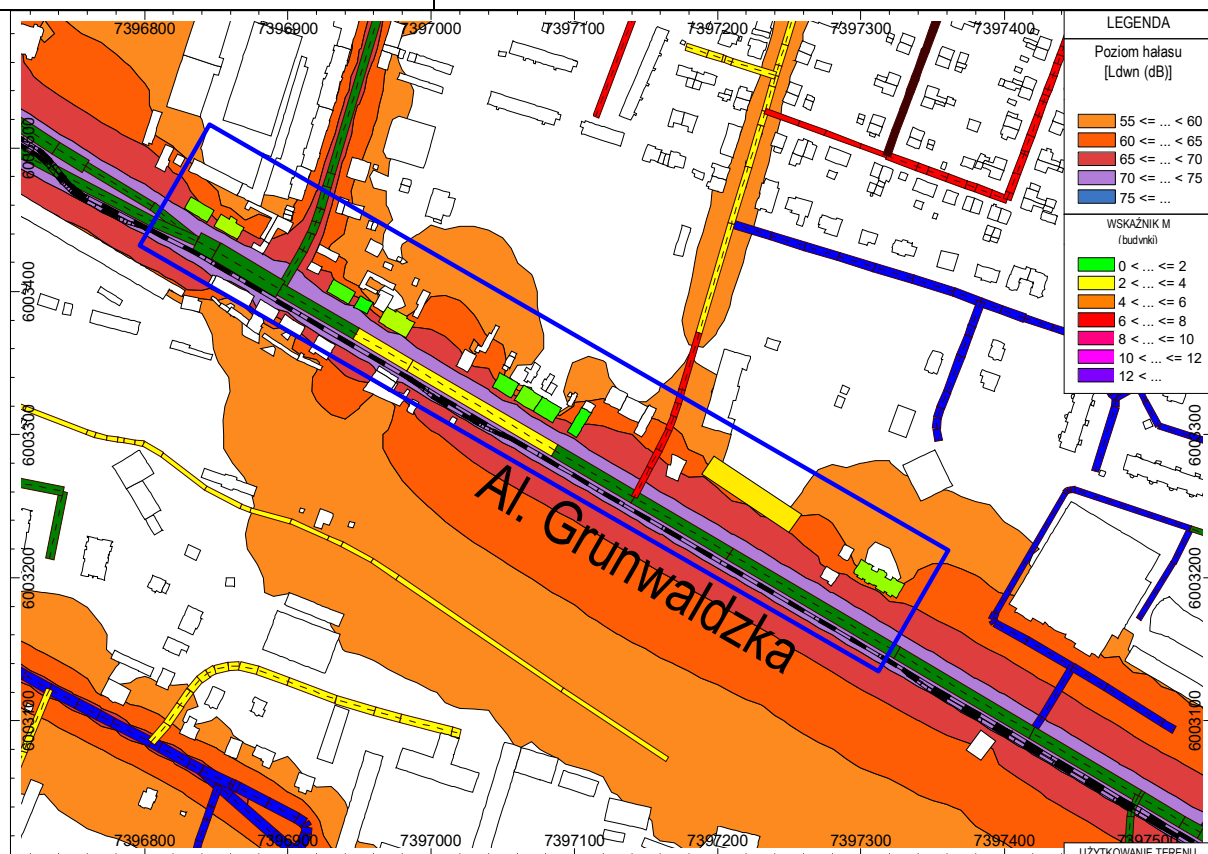 7396800 7396900 7397000 7397100 7397200 7397300 7397400
LEGENDA
Poziom hałasu
[Ldwn (dB)]
55 <= ... < 60
60 <= ... < 65
65 <= ... < 70
70 <= ... < 75
75 <= ...
WSKAŹNIK M
(budynki)
0 < ... <= 2
2 < ... <= 4
4 < ... <= 6
6 < ... <= 8
8 < ... <= 10
10 < ... <= 12
12 < ...
6003400
6003300
6003200
6003100
Al. Grunwaldzka
6003300
6003200
6003100
7396800 7396900 7397000 7397100 7397200 7397300 7397400 7397500
UŻYTKOWANIE TERENU